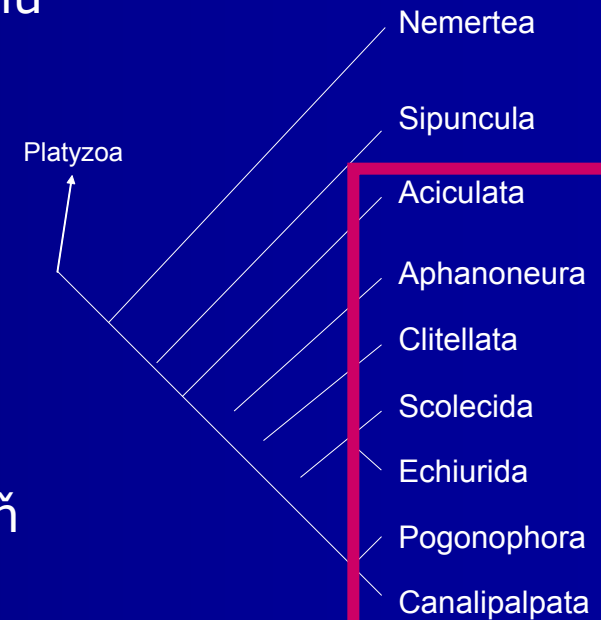 Nemertea
Sipuncula
Platyzoa
Aciculata
Aphanoneura
Clitellata
Scolecida
Echiurida
Pogonophora
Canalipalpata